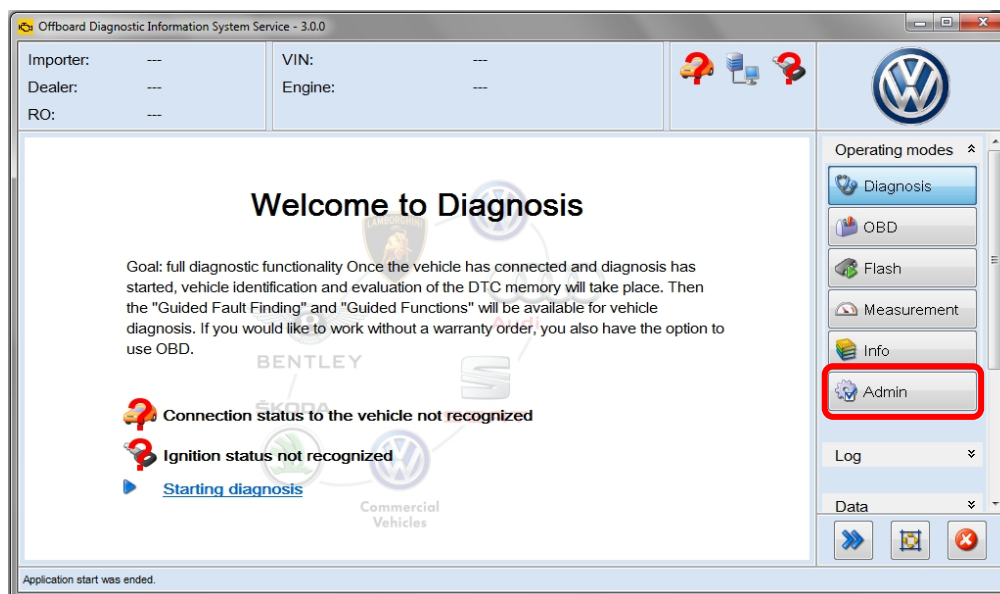 Offboard Diagnostic Information System Service - 3.0.0
Importer: ---
Dealer: ---
RO: ---
VIN: ---
Engine: ---
Operating modes
Diagnosis
OBD
Flash
Measurement
Info
Admin
Log
Data
Welcome to Diagnosis
Goal: full diagnostic functionality Once the vehicle has connected and diagnosis has
started, vehicle identification and evaluation of the DTC memory will take place. Then
the "Guided Fault Finding" and "Guided Functions" will be available for vehicle
diagnosis. If you would like to work without a warranty order, you also have the option to
use OBD.
LAMBORGHINI
Audi
BENTLEY
ŠKODA
Connection status to the vehicle not recognized
Ignition status not recognized
Starting diagnosis
Commercial
Vehicles
Application start was ended.